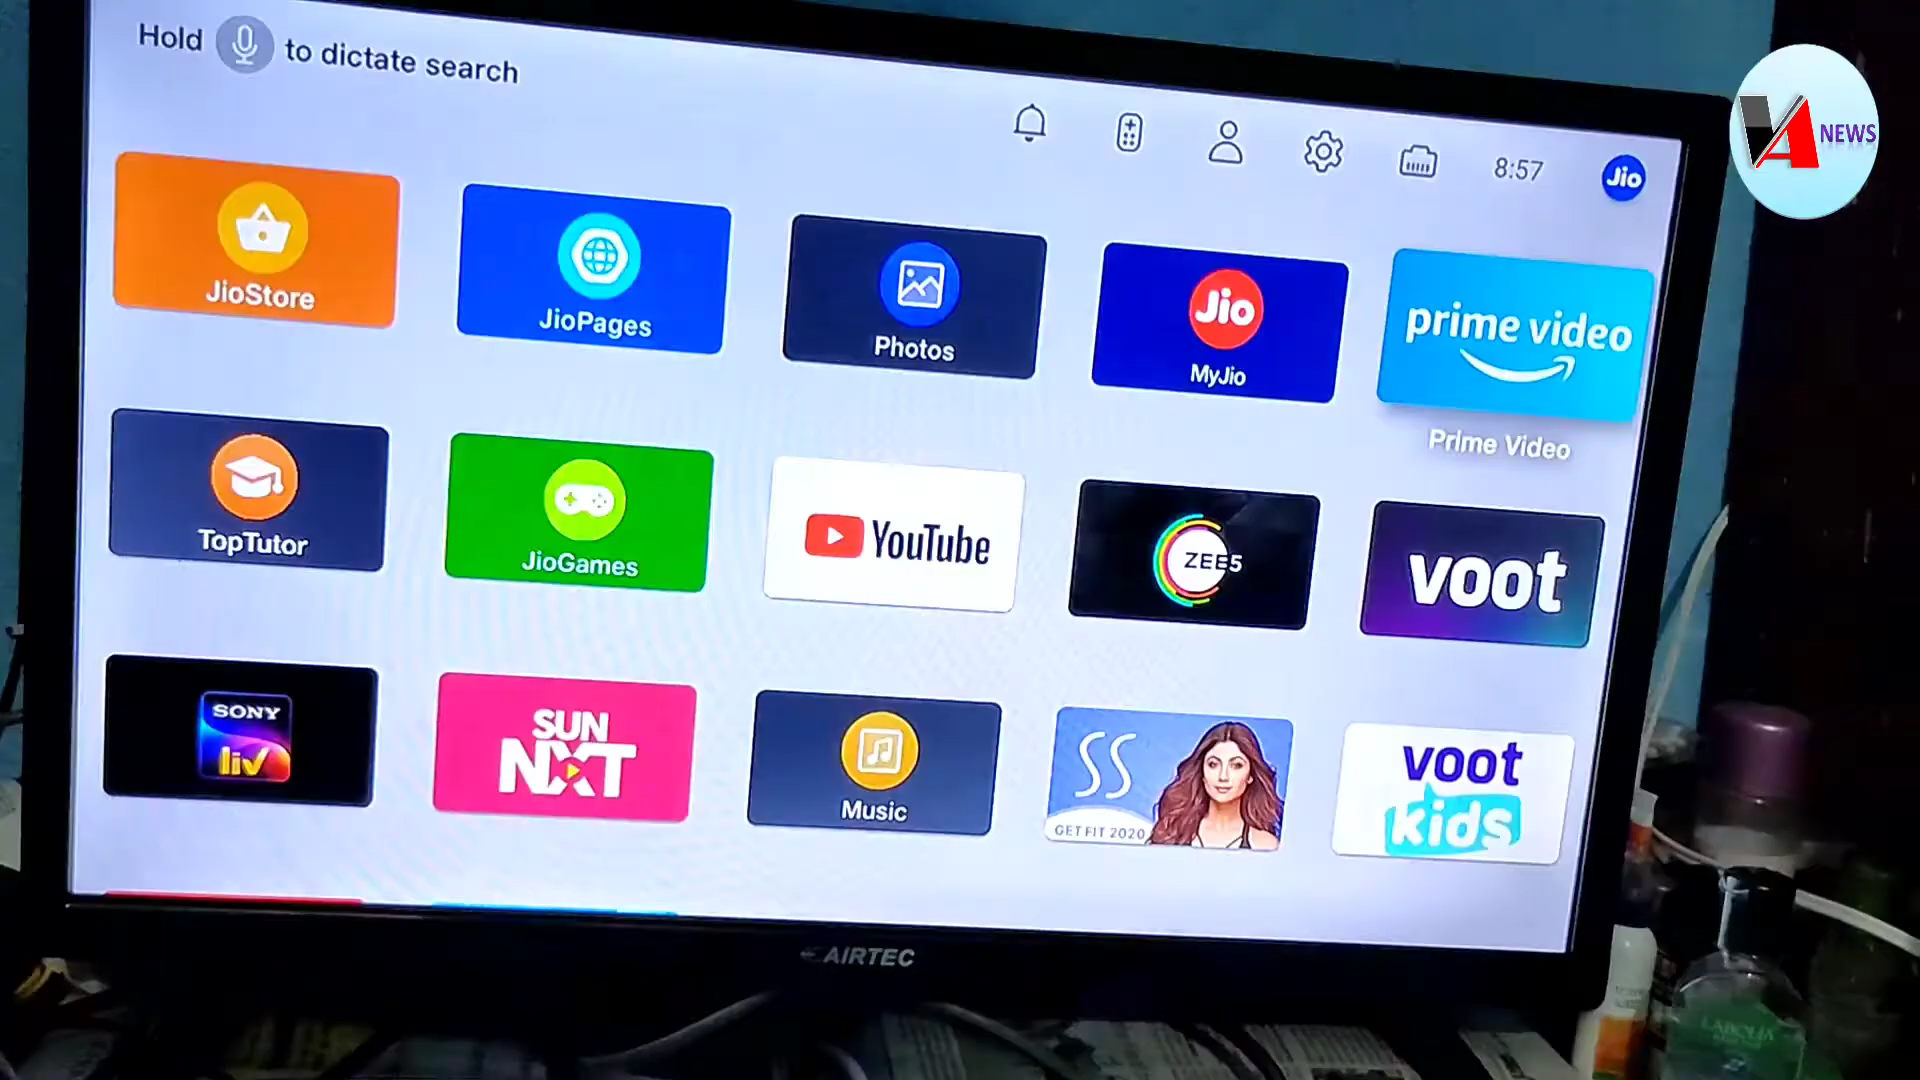 Hold to dictate search
8:57
Jio
VA NEWS
JioStore
JioPages
Photos
Jio
MyJio
prime video
Prime Video
TopTutor
JioGames
YouTube
ZEE5
voot
SONY
liv
SUN
NXT
Music
SS
GET FIT 2020
voot
kids
AIRTEC